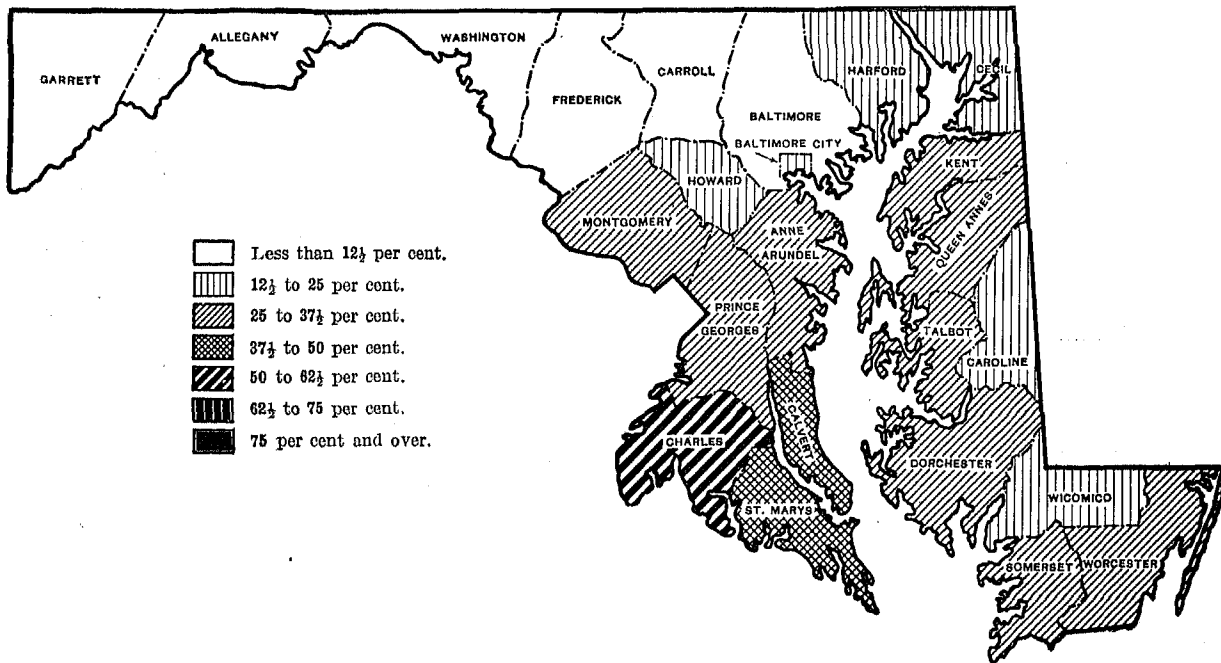 ALLEGANY
WASHINGTON
GARRETT
FREDERICK
CARROLL
HARFORD
CECIL
BALTIMORE
BALTIMORE CITY
HOWARD
KENT
MONTGOMERY
ANNE
ARUNDEL
QUEEN ANNES
Less than 12½ per cent.
12½ to 25 per cent.
25 to 37½ per cent.
37½ to 50 per cent.
50 to 62½ per cent.
62½ to 75 per cent.
75 per cent and over.
PRINCE
GEORGES
TALBOT
CAROLINE
CALVERT
CHARLES
DORCHESTER
ST. MARYS
WICOMICO
SOMERSET
WORCESTER